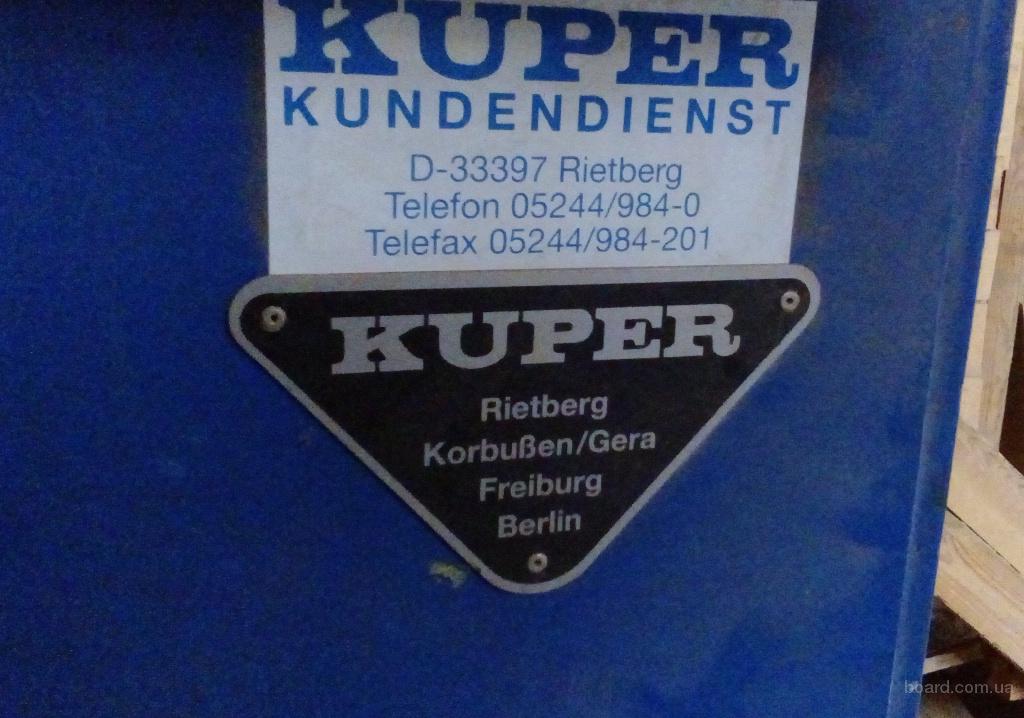 KUPER
KUNDENDIENST
D-33397 Rietberg
Telefon 05244/984-0
Telefax 05244/984-201
KUPER
Rietberg
Korbußen/Gera
Freiburg
Berlin
board.com.ua